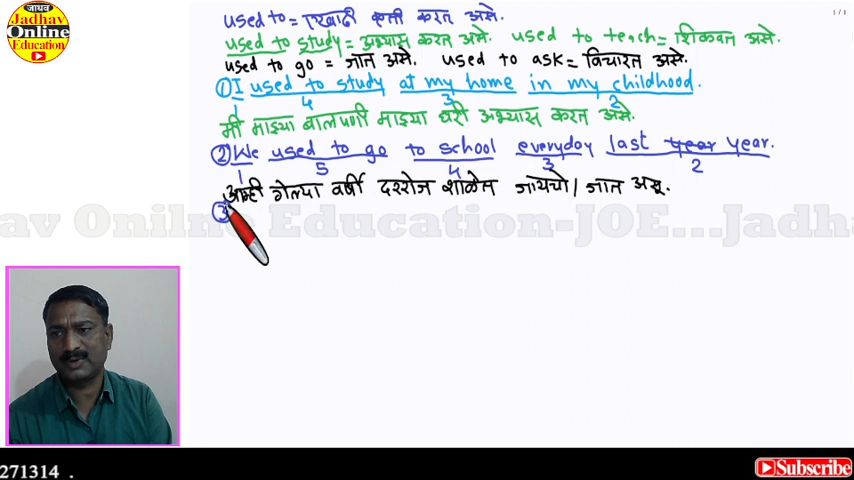 used to = एखादी कृती करत असे.
used to study = अभ्यास करत असे. used to teach = शिकवत असे.
used to go = जात असे. used to ask = विचारत असे.
① I used to study at my home in my childhood.
1 4 3 2
मी माझ्या बालपणी माझ्या घरी अभ्यास करत असे.
② We used to go to school everyday last year year.
1 5 4 3 2
आम्ही गेल्या वर्षी दररोज शाळेत जायचो / जात असू.
③
Jadhav Online Education-JOE... Jadha
जाधव
Jadhav
Online
Education
1 / 1
271314 .
Subscribe